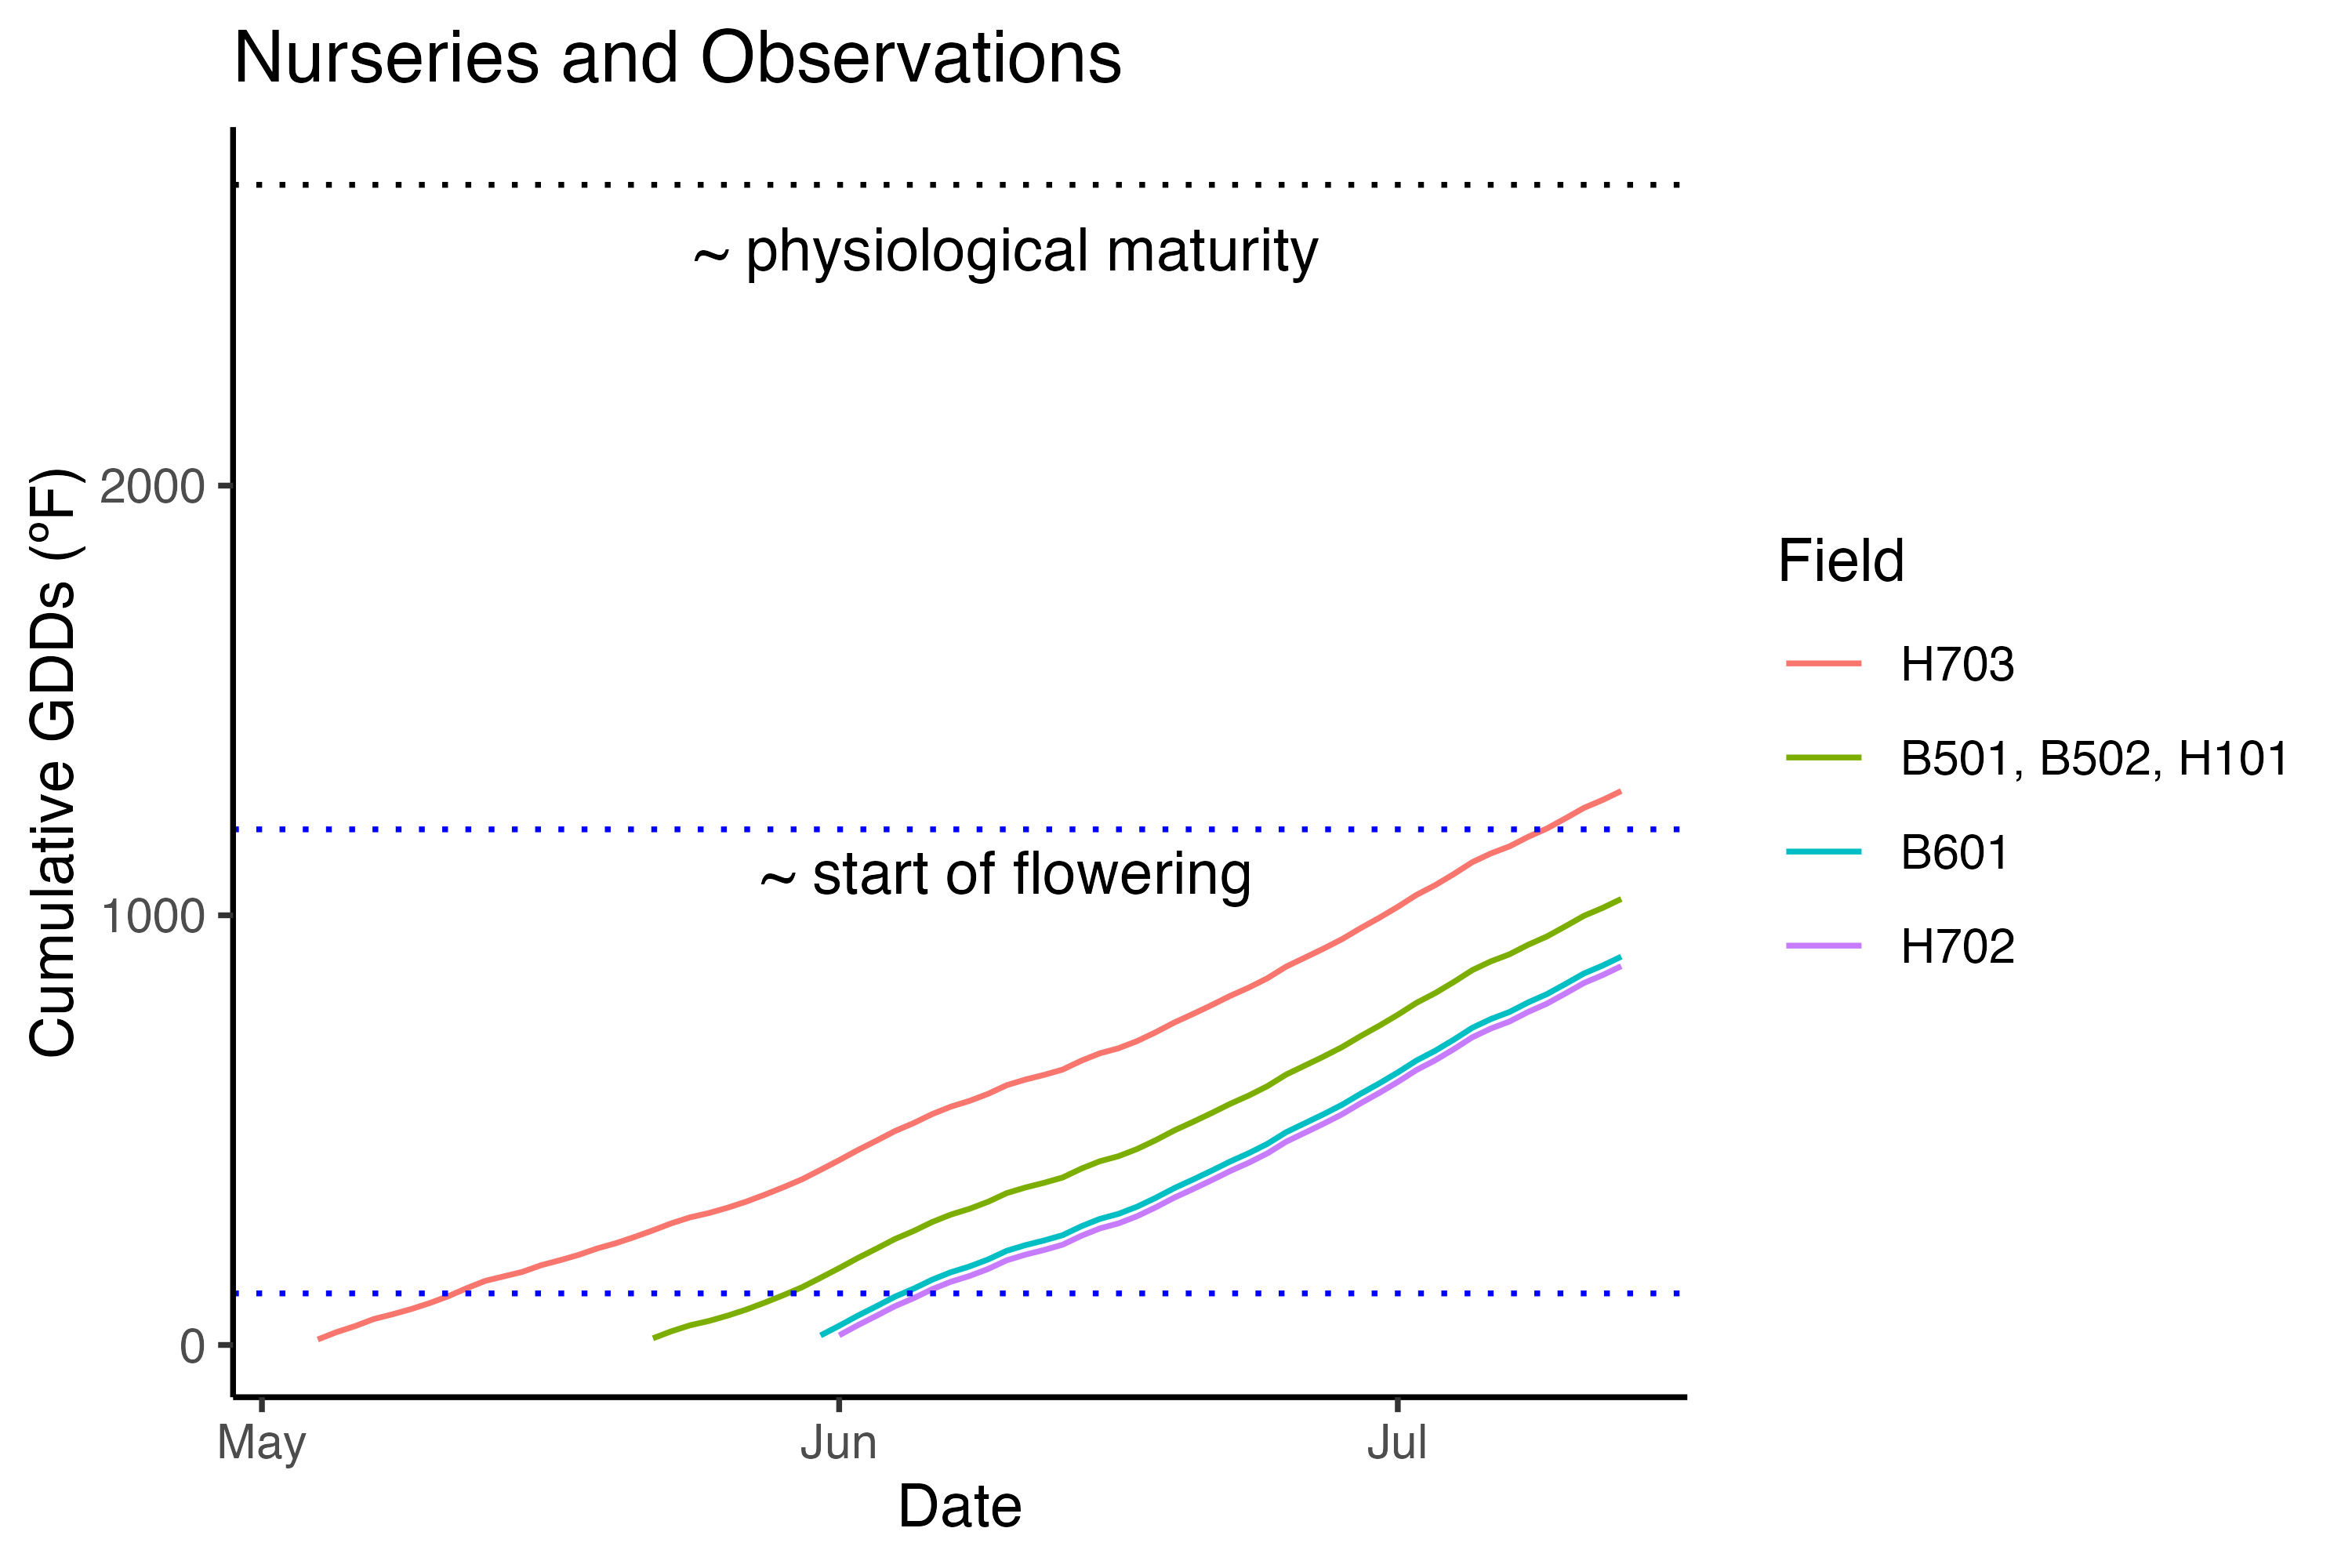 Nurseries and Observations
~ physiological maturity
2000
Cumulative GDDs (°F)
Field
H703
B501, B502, H101
B601
H702
~ start of flowering
1000
0
May
Jun
Jul
Date